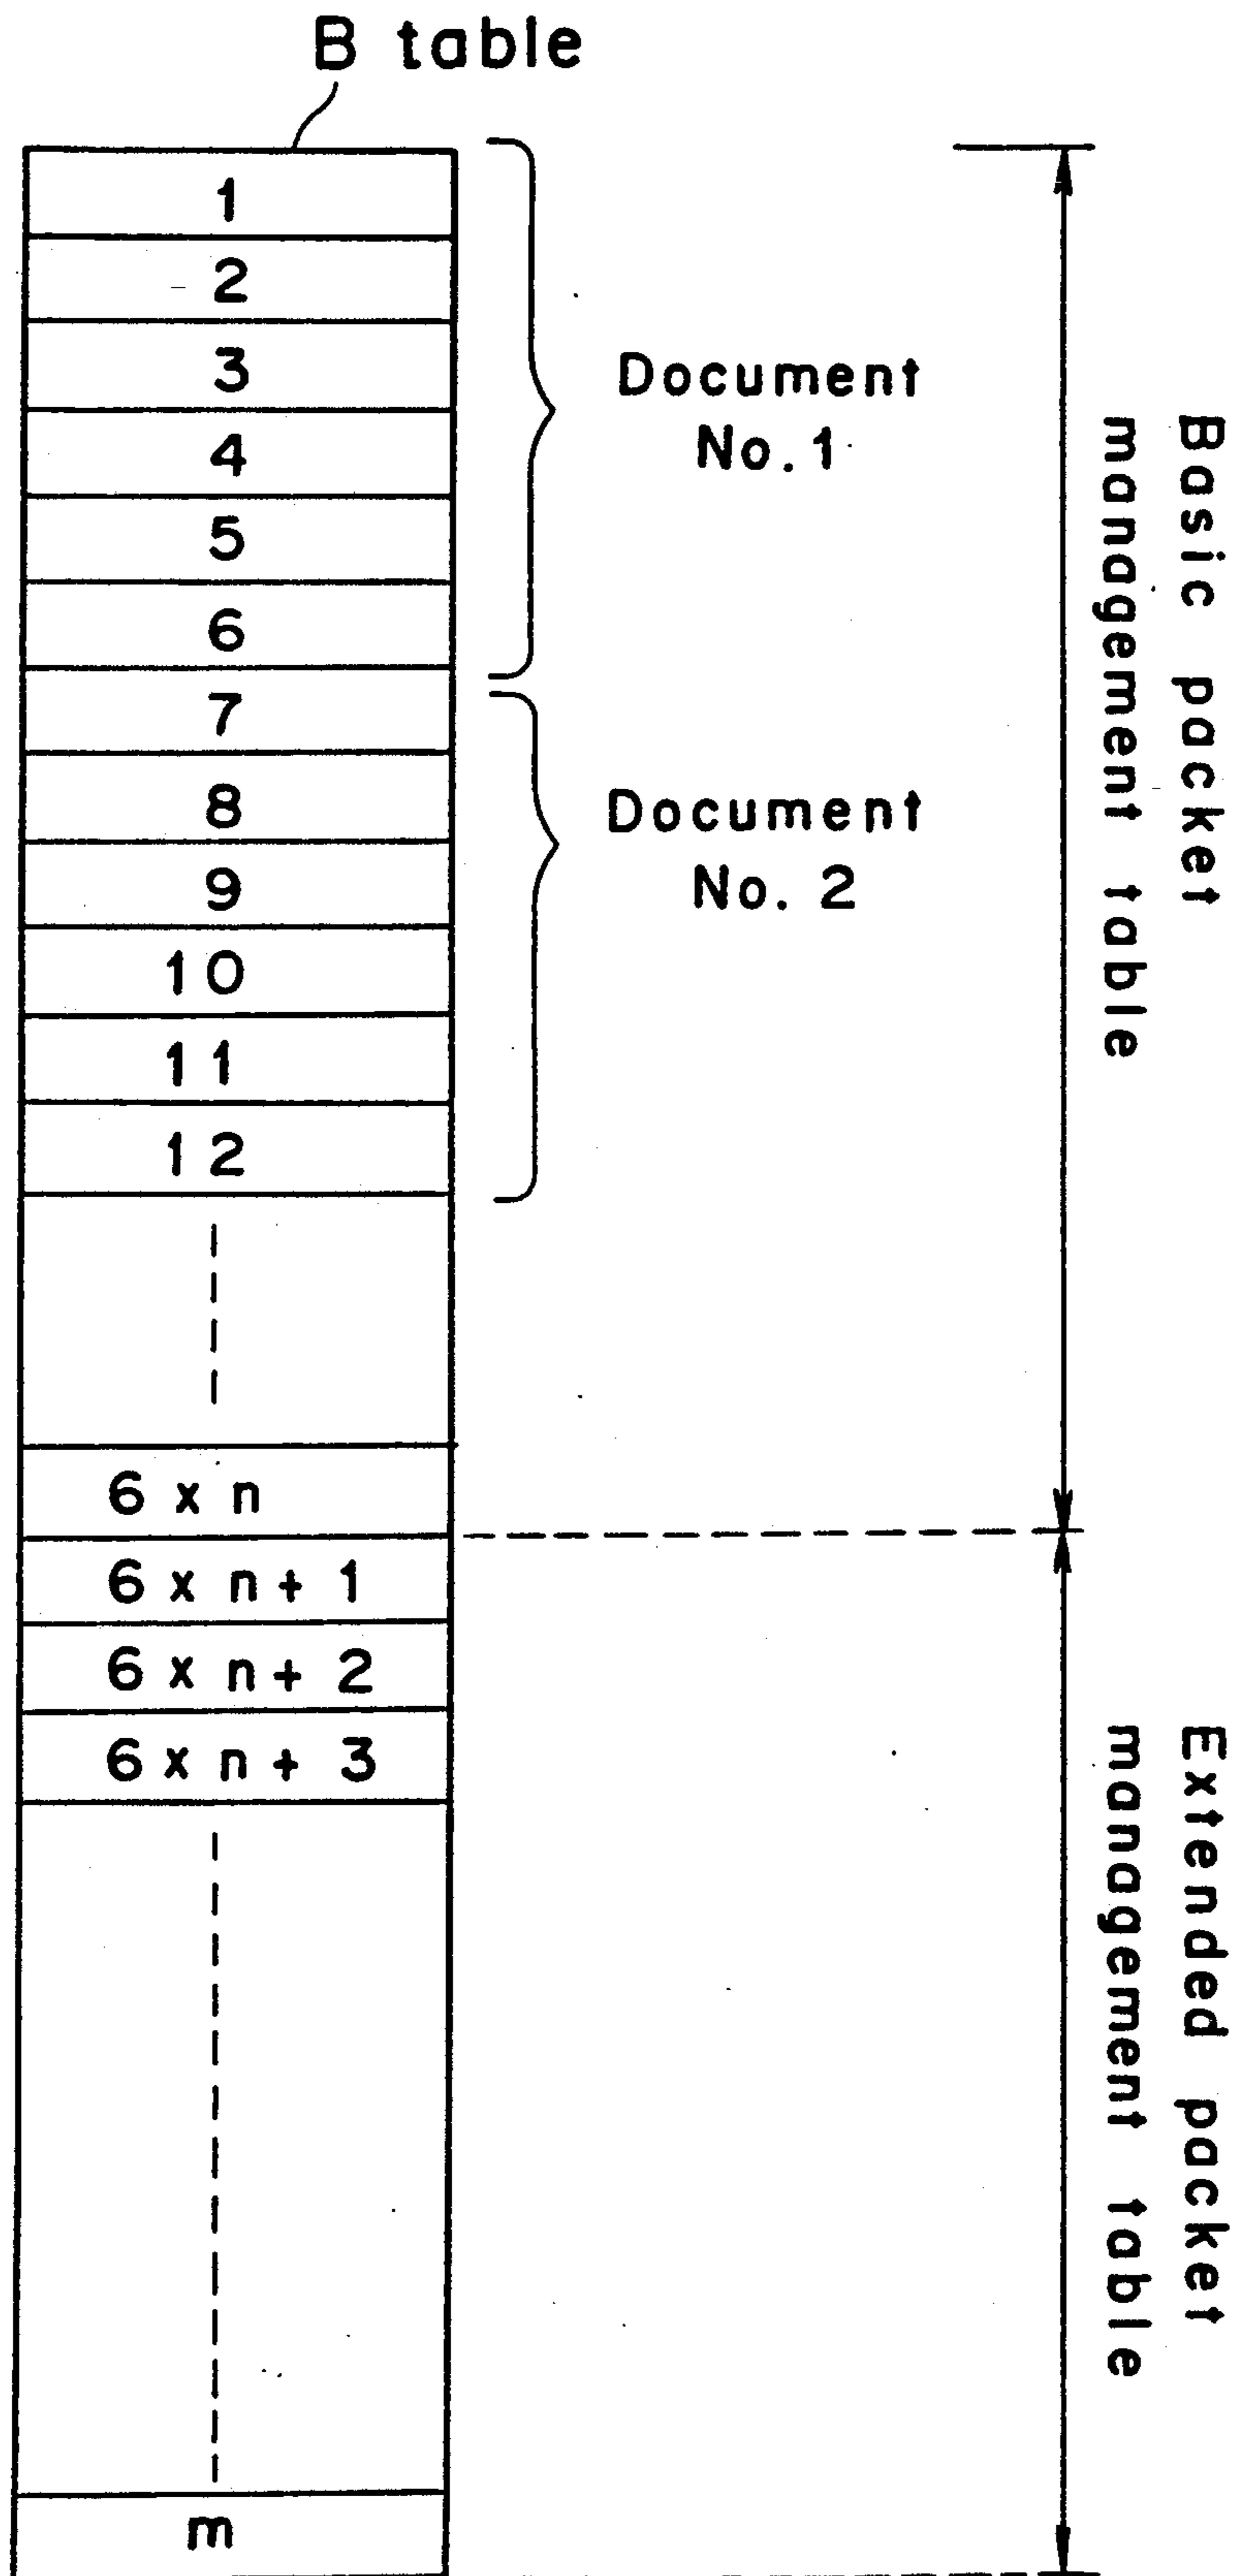 B table
1
2
3
4
5
6
Document
No. 1
7
8
9
10
11
12
Document
No. 2
6 x n
Basic packet
management table
6 x n + 1
6 x n + 2
6 x n + 3
m
Extended packet
management table